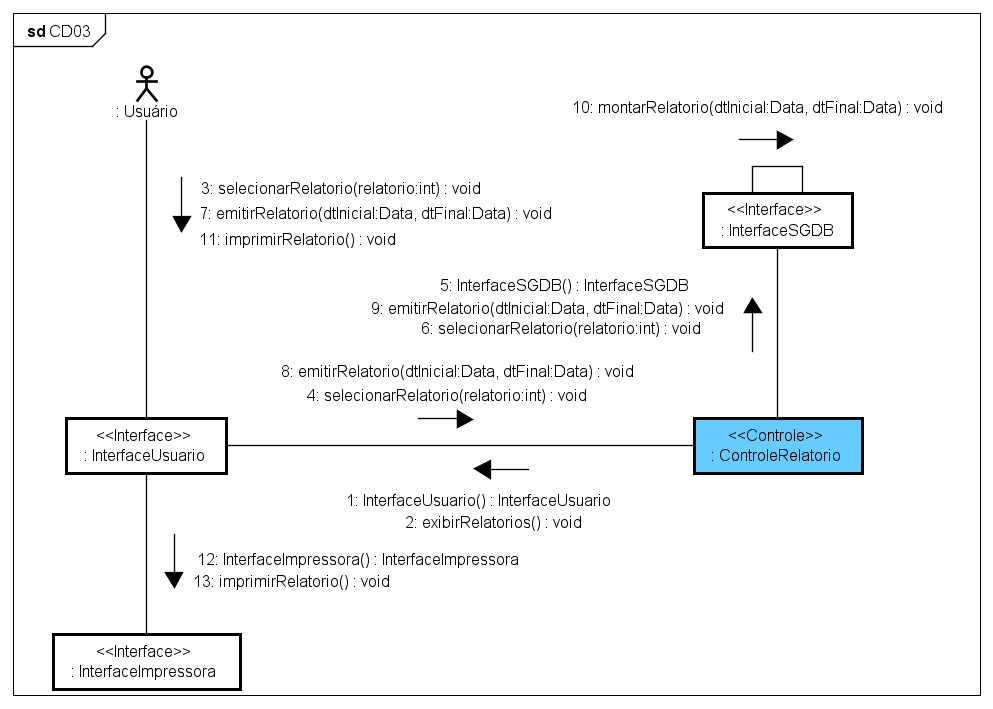 sd CD03
: Usuário
10: montarRelatorio(dtInicial:Data, dtFinal:Data) : void
3: selecionarRelatorio(relatorio:int) : void
7: emitirRelatorio(dtInicial:Data, dtFinal:Data) : void
11: imprimirRelatorio() : void
<<Interface>>
: InterfaceSGDB
5: InterfaceSGDB() : InterfaceSGDB
9: emitirRelatorio(dtInicial:Data, dtFinal:Data) : void
6: selecionarRelatorio(relatorio:int) : void
8: emitirRelatorio(dtInicial:Data, dtFinal:Data) : void
4: selecionarRelatorio(relatorio:int) : void
<<Interface>>
: InterfaceUsuario
<<Controle>>
: ControleRelatorio
1: InterfaceUsuario() : InterfaceUsuario
2: exibirRelatorios() : void
12: InterfaceImpressora() : InterfaceImpressora
13: imprimirRelatorio() : void
<<Interface>>
: InterfaceImpressora